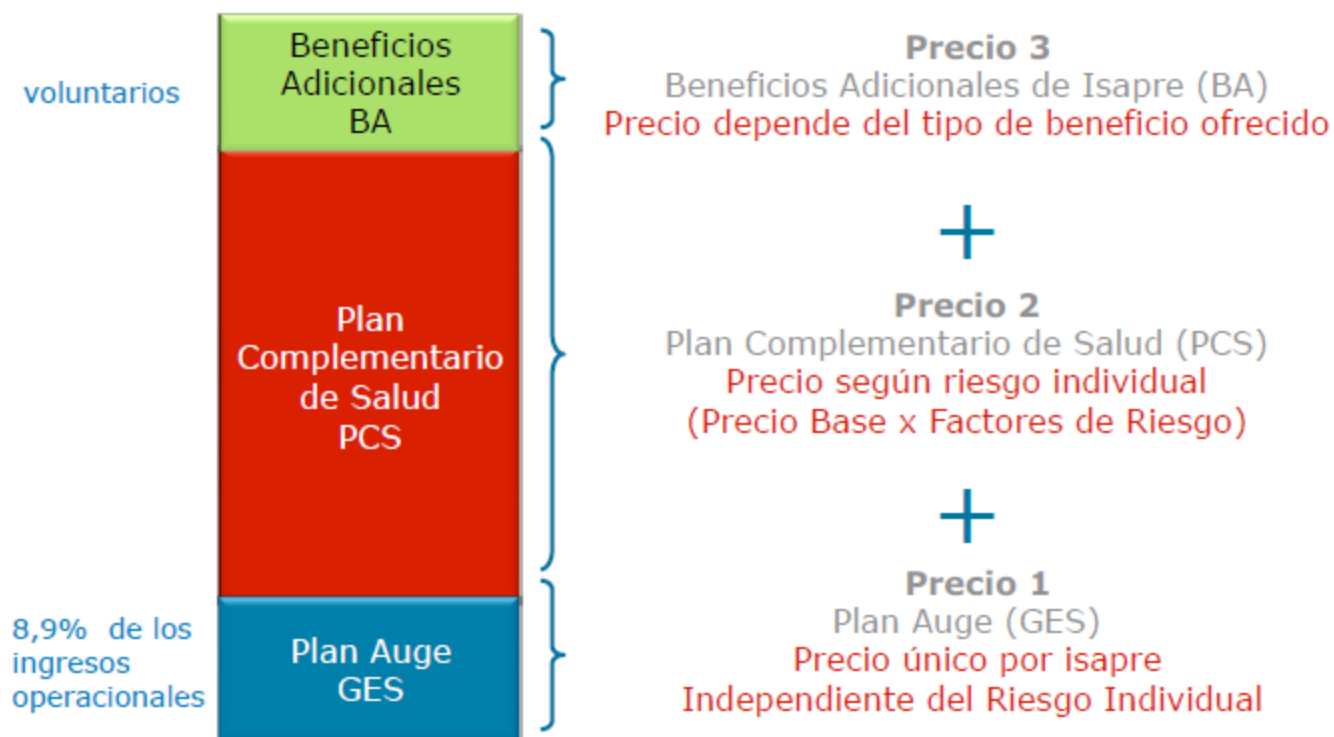 voluntarios
Beneficios
Adicionales
BA
Precio 3
Beneficios Adicionales de Isapre (BA)
Precio depende del tipo de beneficio ofrecido
+
Plan
Complementario
de Salud
PCS
Precio 2
Plan Complementario de Salud (PCS)
Precio según riesgo individual
(Precio Base x Factores de Riesgo)
+
8,9% de los
ingresos
operacionales
Plan Auge
GES
Precio 1
Plan Auge (GES)
Precio único por isapre
Independiente del Riesgo Individual